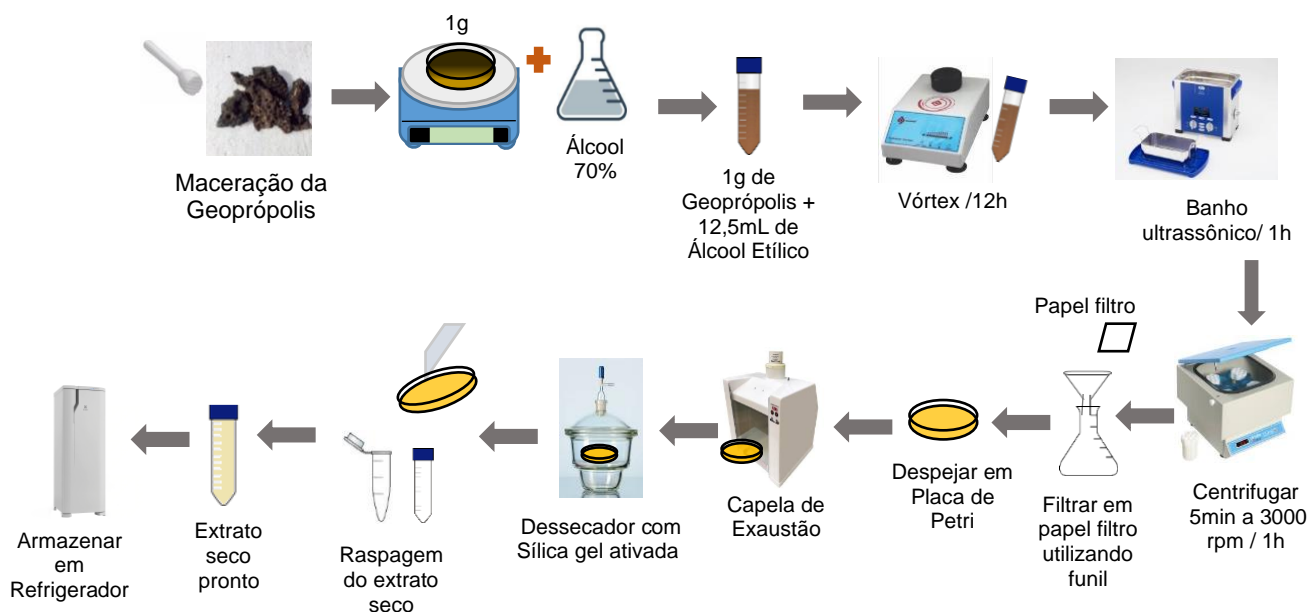 1g
Álcool
70%
Maceração da
Geoprópolis
1g de
Geoprópolis +
12,5mL de
Álcool Etílico
Vórtex /12h
Banho
ultrassônico/ 1h
Papel filtro
Centrifugar
5min a 3000
rpm / 1h
Filtrar em
papel filtro
utilizando
funil
Despejar em
Placa de
Petri
Capela de
Exaustão
Dessecador com
Sílica gel ativada
Raspagem
do extrato
seco
Extrato
seco
pronto
Armazenar
em
Refrigerador